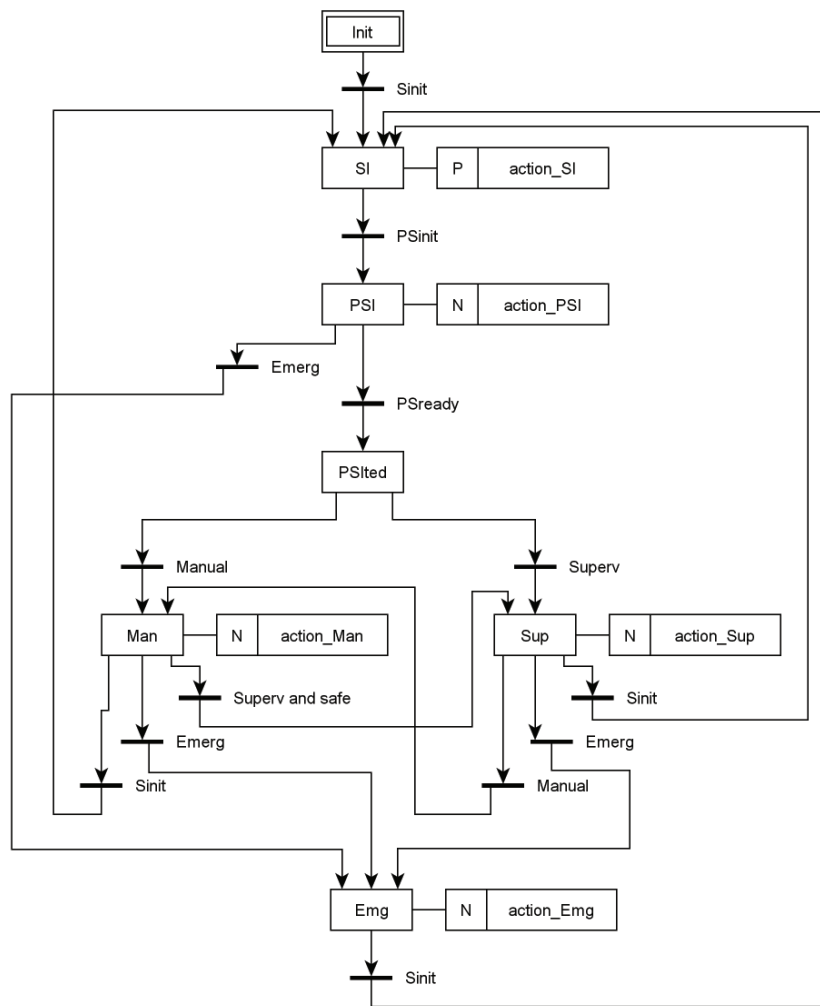 Init
Sinit
SI P action_SI
PSinit
PSI N action_PSI
Emerg
PSready
PSIted
Manual Superv
Man N action_Man Sup N action_Sup
Superv and safe Sinit
Emerg Emerg
Sinit Manual
Emg N action_Emg
Sinit